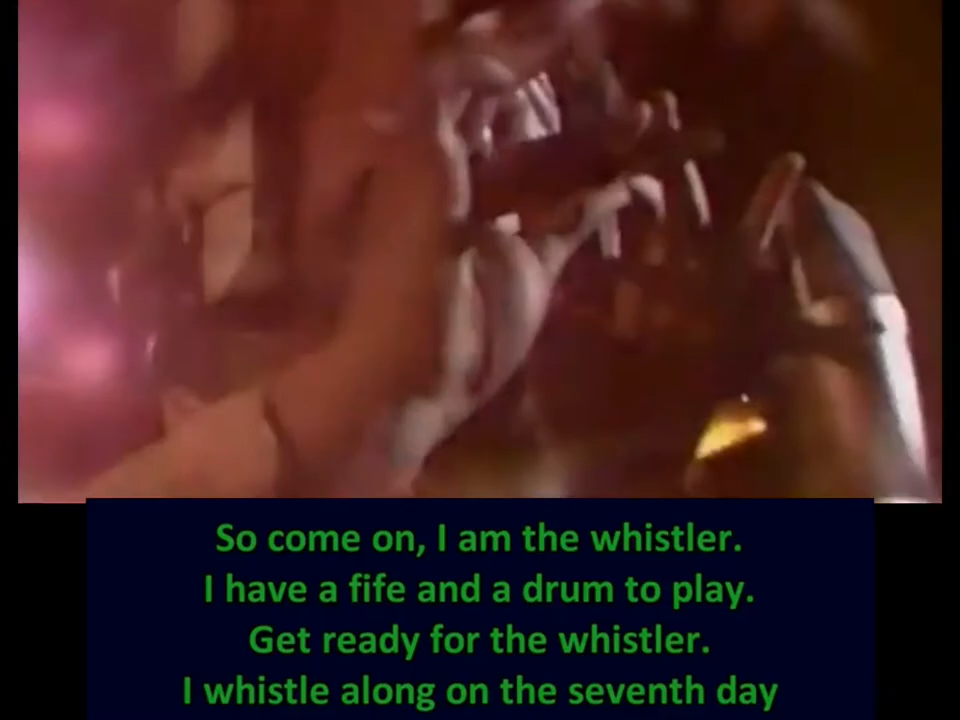 So come on, I am the whistler.
I have a fife and a drum to play.
Get ready for the whistler.
I whistle along on the seventh day